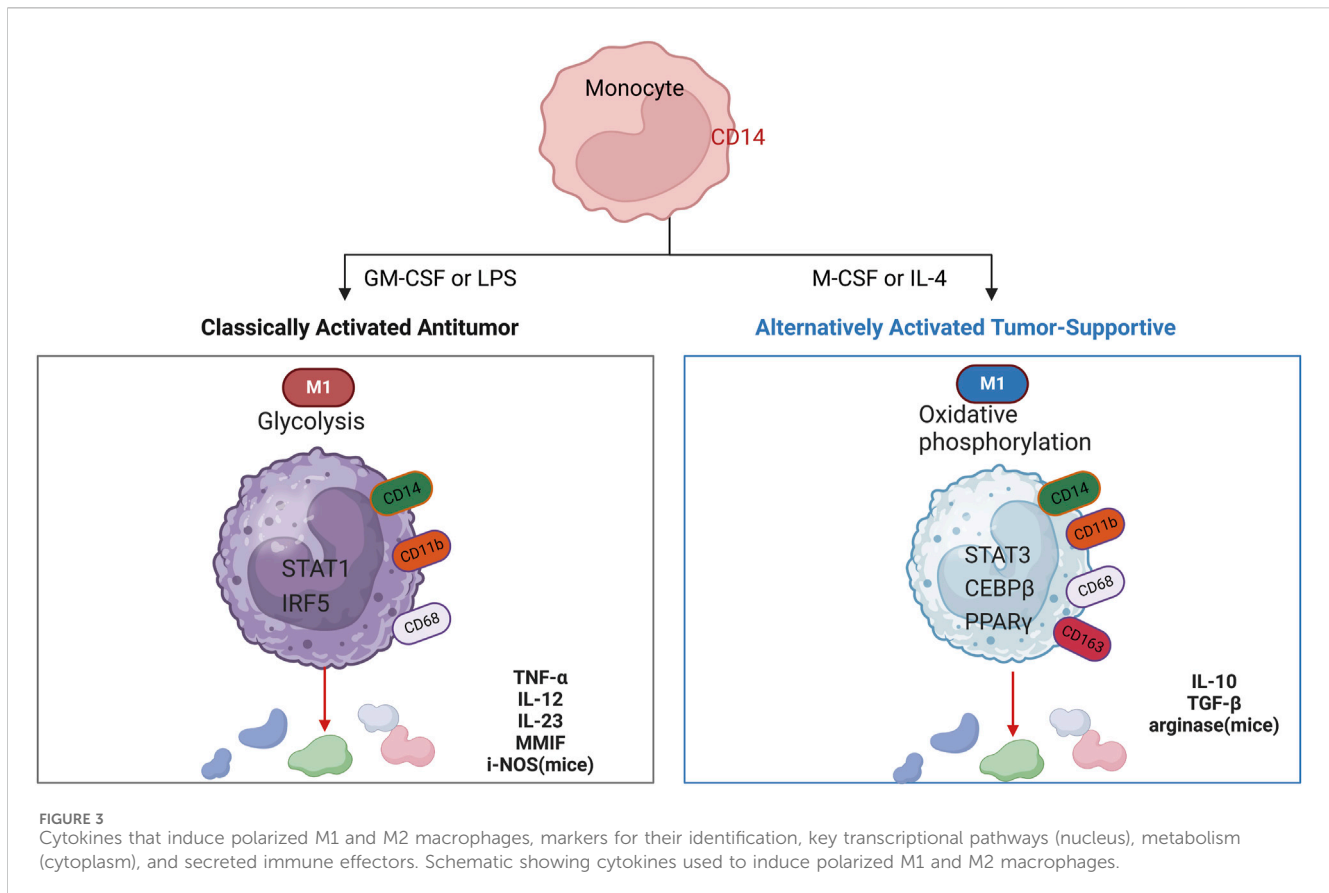 Monocyte
CD14
GM-CSF or LPS
M-CSF or IL-4
Classically Activated Antitumor
Alternatively Activated Tumor-Supportive
M1
Glycolysis
CD14
CD11b
CD68
STAT1
IRF5
TNF-α
IL-12
IL-23
MMIF
i-NOS(mice)
M1
Oxidative
phosphorylation
CD14
CD11b
CD68
CD163
STAT3
CEBPβ
PPARγ
IL-10
TGF-β
arginase(mice)
FIGURE 3
Cytokines that induce polarized M1 and M2 macrophages, markers for their identification, key transcriptional pathways (nucleus), metabolism
(cytoplasm), and secreted immune effectors. Schematic showing cytokines used to induce polarized M1 and M2 macrophages.